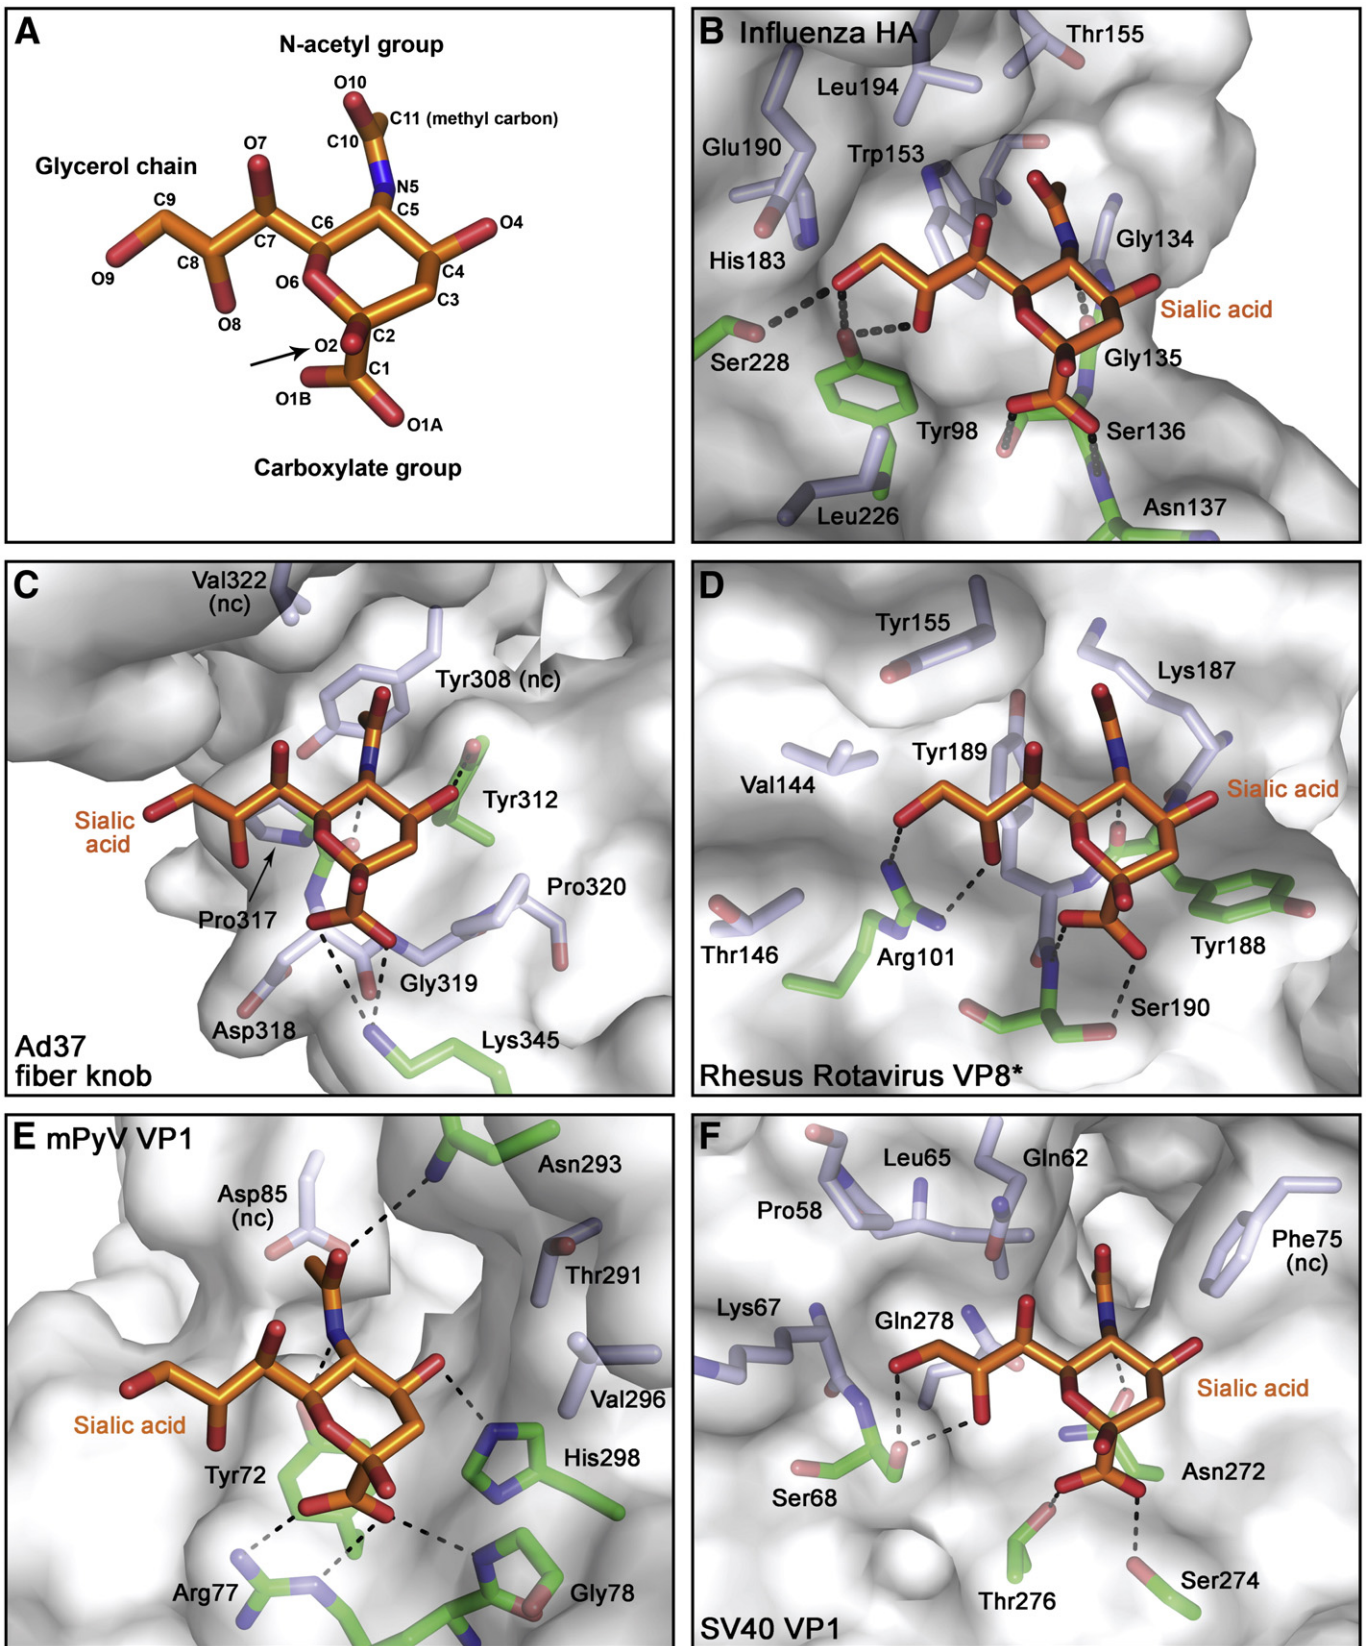 A
N-acetyl group
O10
C11 (methyl carbon)
C10
O7
Glycerol chain
N5
C9
C6
C5
O4
C7
C8
O9
O6
C4
C3
O8
C2
O2
C1
O1B
O1A
Carboxylate group
B Influenza HA
Thr155
Leu194
Glu190
Trp153
His183
Gly134
Sialic acid
Ser228
Gly135
Tyr98
Ser136
Leu226
Asn137
C
Val322
(nc)
Tyr308 (nc)
Tyr312
Sialic
acid
Pro320
Pro317
Gly319
Asp318
Lys345
Ad37
fiber knob
D
Tyr155
Lys187
Tyr189
Val144
Sialic acid
Thr146
Arg101
Tyr188
Ser190
Rhesus Rotavirus VP8*
E mPyV VP1
Asn293
Asp85
(nc)
Thr291
Val296
Sialic acid
His298
Tyr72
Arg77
Gly78
F
Leu65
Gln62
Pro58
Phe75
(nc)
Lys67
Gln278
Sialic acid
Asn272
Ser68
Thr276
Ser274
SV40 VP1